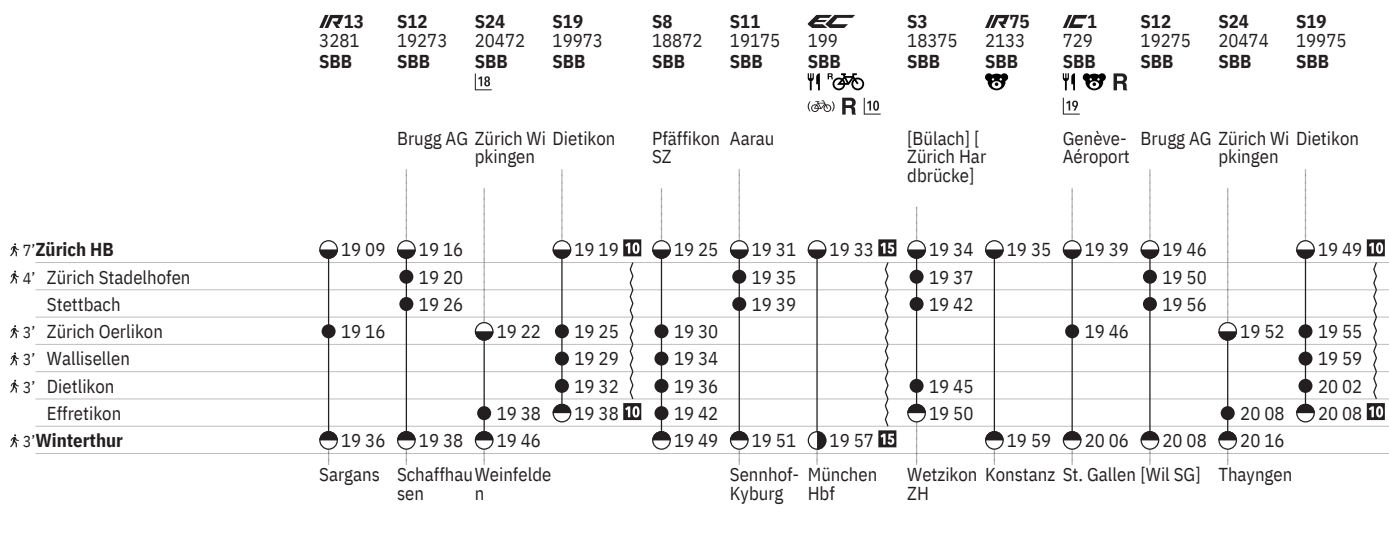 IR13 S12 S24 S19 S8 S11 EC S3 IR75 IC1 S12 S24 S19
3281 19273 20472 19973 18872 19175 199 18375 2133 729 19275 20474 19975
SBB SBB SBB SBB SBB SBB SBB SBB SBB SBB SBB SBB SBB
18 R R
R 10 19
Brugg AG Zürich Wi Dietikon Pfäffikon Aarau [Bülach] [ Genève- Brugg AG Zürich Wi Dietikon
pkingen SZ Zürich Har Aéroport pkingen
dbrücke]
7' Zürich HB 19 09 19 16 19 19 10 19 25 19 31 19 33 15 19 34 19 35 19 39 19 46 19 49 10
4' Zürich Stadelhofen 19 20 19 35 19 37 19 50
Stettbach 19 26 19 39 19 42 19 56
3' Zürich Oerlikon 19 16 19 22 19 25 19 30 19 46 19 52 19 55
3' Wallisellen 19 29 19 34 19 59
3' Dietlikon 19 32 19 36 19 45 20 02
Effretikon 19 38 19 38 10 19 42 19 50 20 08 20 08 10
3' Winterthur 19 36 19 38 19 46 19 49 19 51 19 57 15 19 59 20 06 20 08 20 16
Sargans Schaffhau Weinfelde Sennhof- München Wetzikon Konstanz St. Gallen [Wil SG] Thayngen
sen n Kyburg Hbf ZH